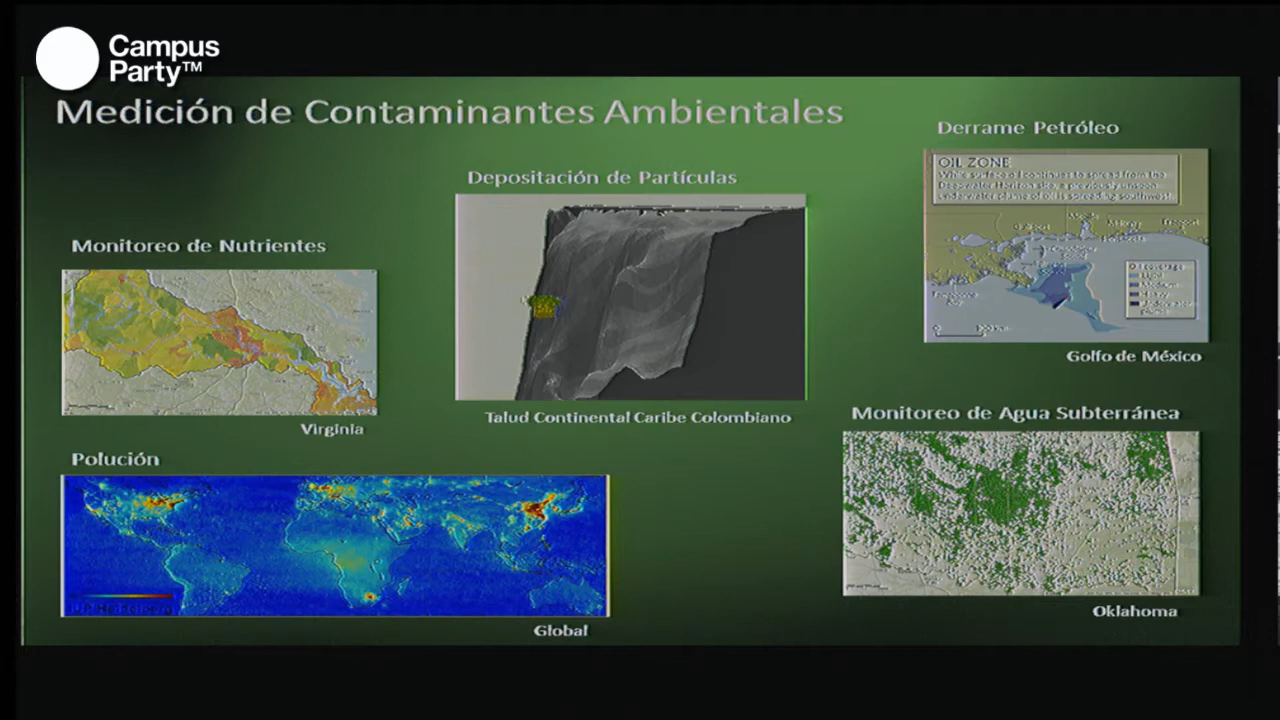 Campus
Party™
Medición de Contaminantes Ambientales
Derrame Petróleo
OIL ZONE
Depositación de Partículas
Monitoreo de Nutrientes
Golfo de México
Virginia
Talud Continental Caribe Colombiano
Monitoreo de Agua Subterránea
Polución
Oklahoma
Global